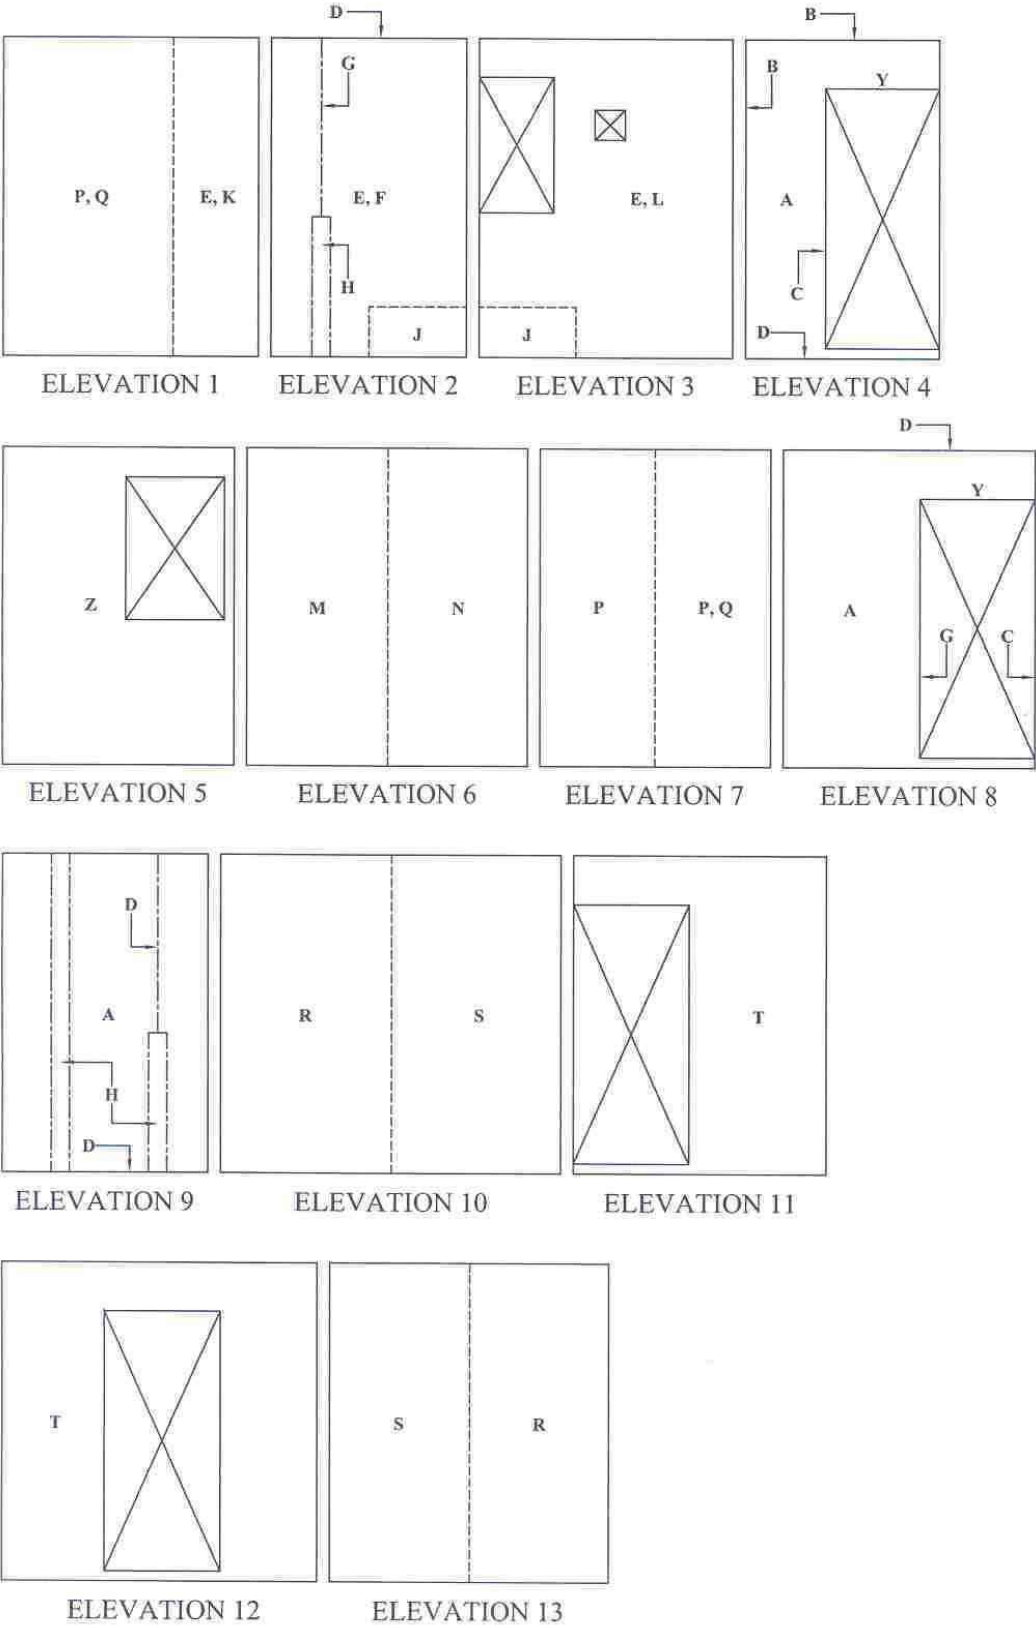 D
B
G
B
Y
P, Q
E, K
E, F
E, L
A
H
C
J
J
D
ELEVATION 1
ELEVATION 2
ELEVATION 3
ELEVATION 4
D
Y
Z
M
N
P
P, Q
A
G
C
ELEVATION 5
ELEVATION 6
ELEVATION 7
ELEVATION 8
D
A
R
S
T
H
D
ELEVATION 9
ELEVATION 10
ELEVATION 11
T
S
R
ELEVATION 12
ELEVATION 13